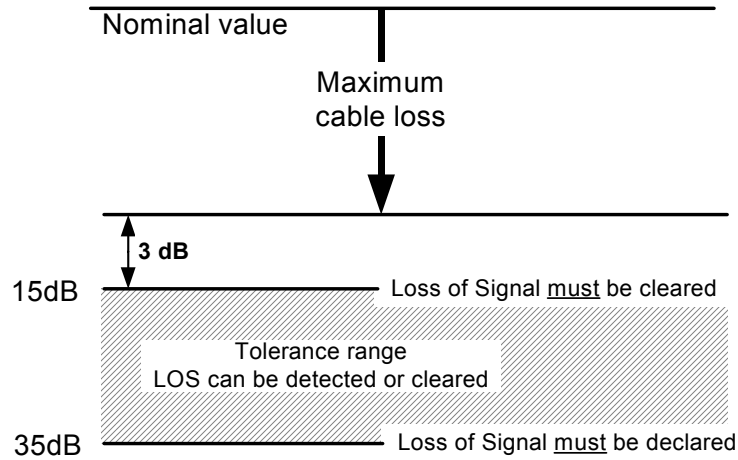 Nominal value
Maximum
cable loss
3 dB
15dB
Loss of Signal must be cleared
Tolerance range
LOS can be detected or cleared
35dB
Loss of Signal must be declared